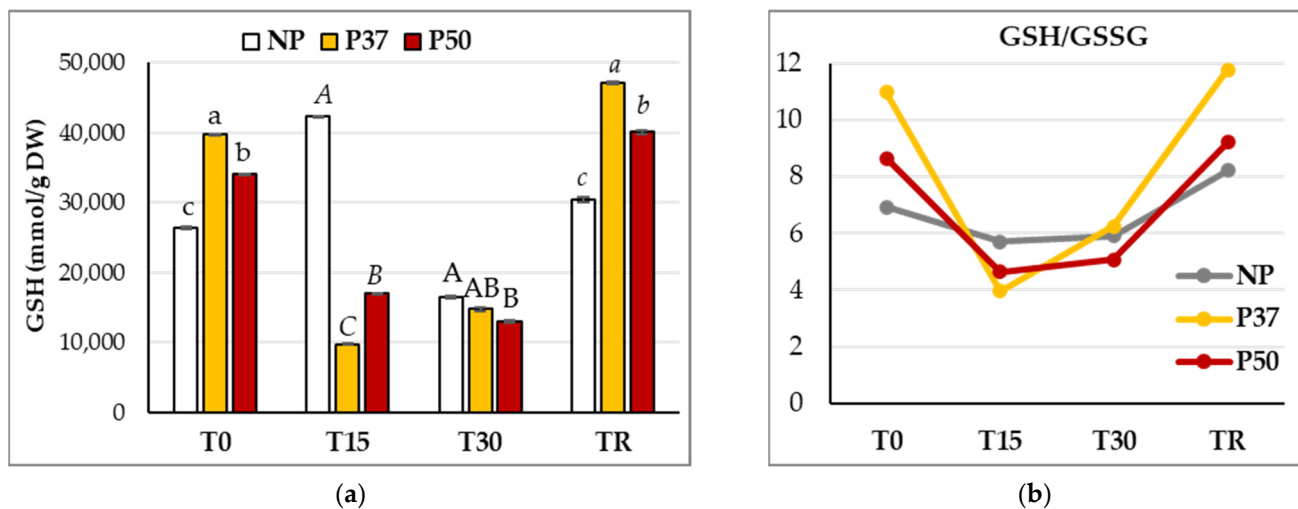 NP P37 P50
GSH (mmol/g DW)
50,000
40,000
30,000
20,000
10,000
0
c a b
A C B
A AB B
c a b
T0 T15 T30 TR
(a)
GSH/GSSG
12
10
8
6
4
2
0
NP
P37
P50
T0 T15 T30 TR
(b)